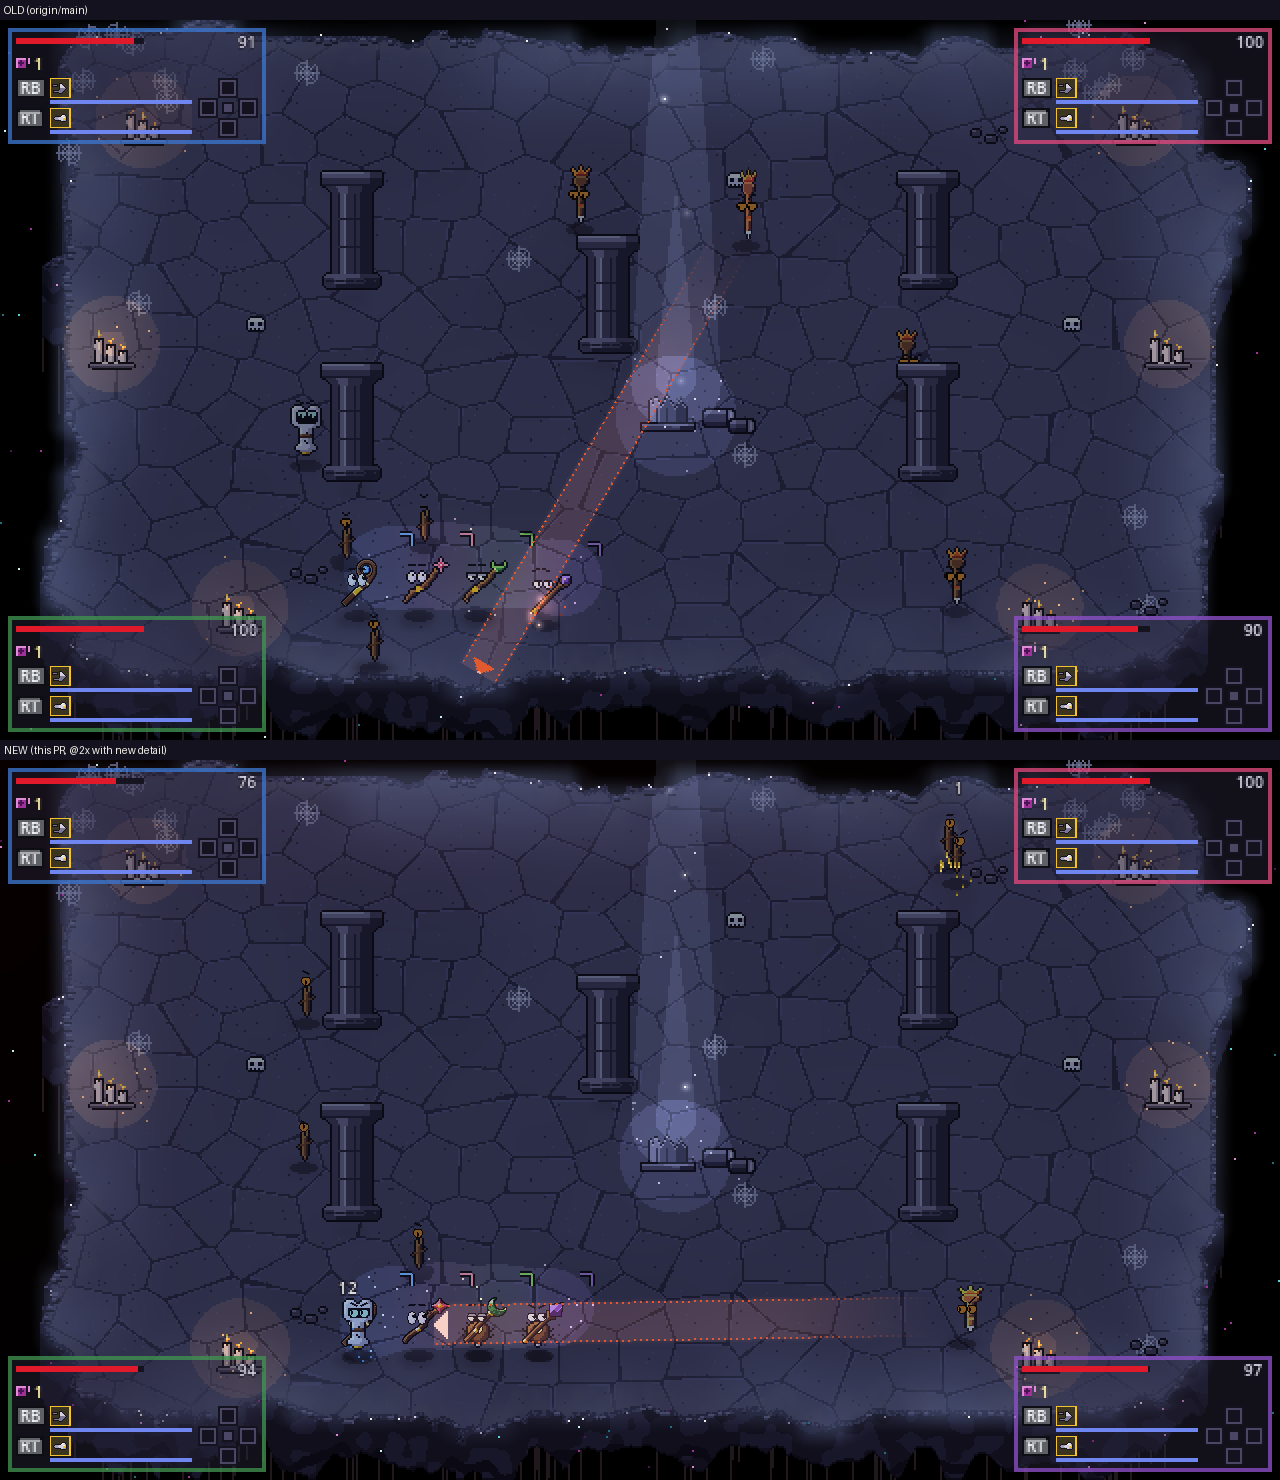 OLD (origin/main)
91
1
RB
RT
100
1
RB
RT
100
1
RB
RT
90
1
RB
RT
NEW (this PR, @2x with new detail)
76
1
RB
RT
1
100
1
RB
RT
12
94
1
RB
RT
97
1
RB
RT